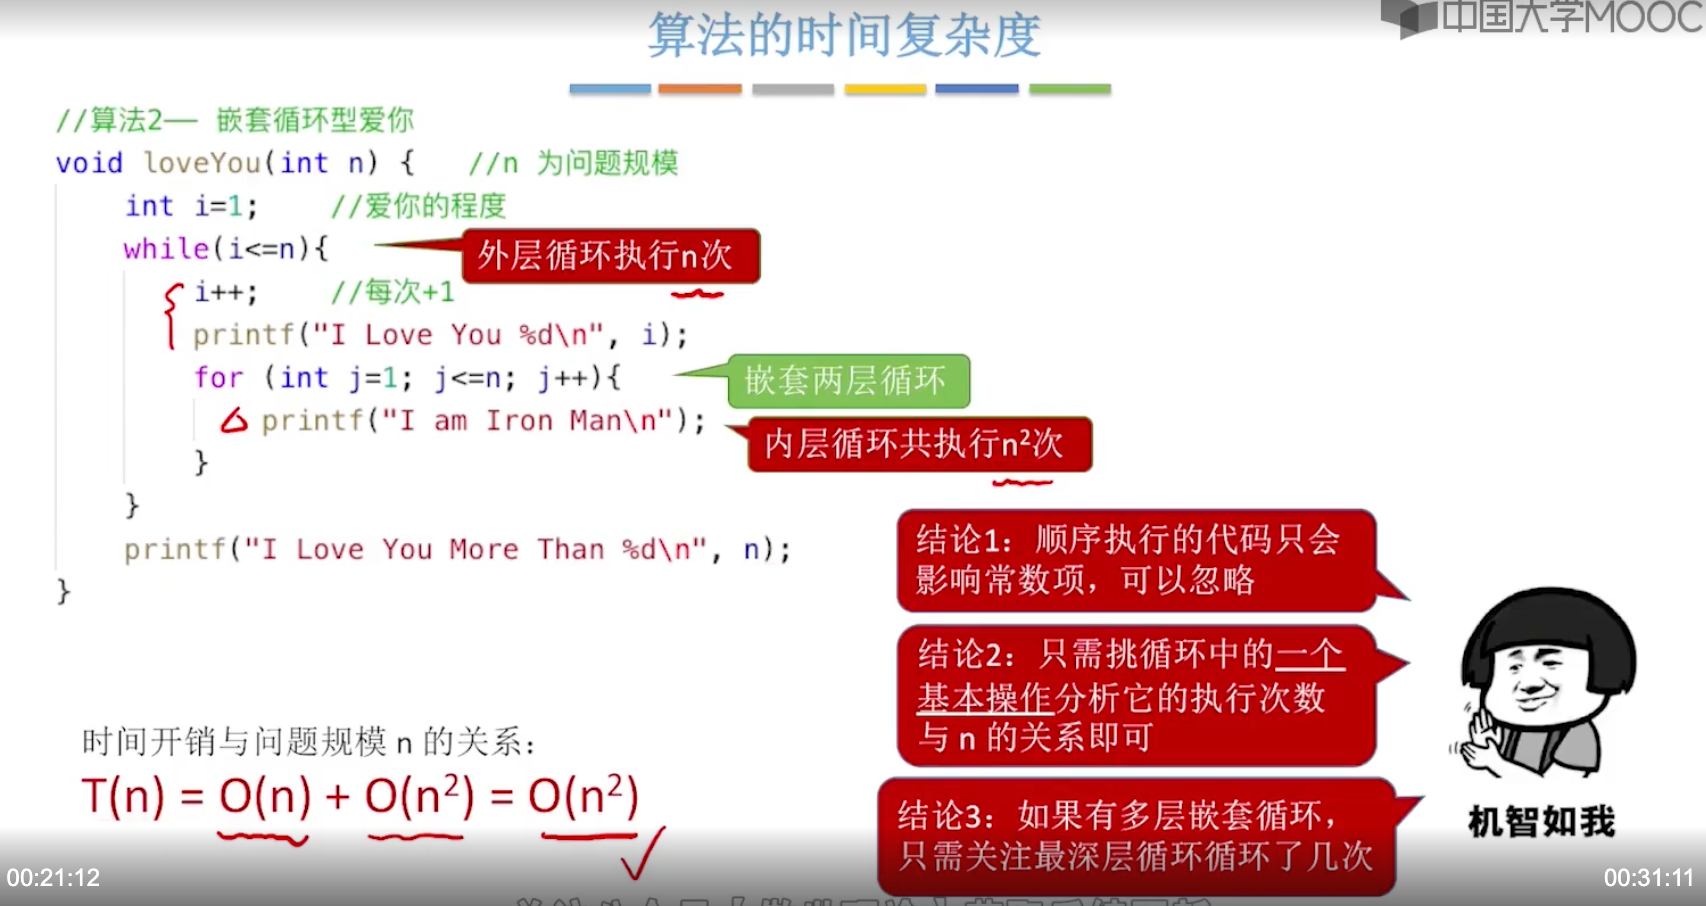 算法的时间复杂度
中国大学MOOC
//算法2—— 嵌套循环型爱你
void loveYou(int n) {   //n 为问题规模
int i=1;    //爱你的程度
while(i<=n){
外层循环执行n次
i++;    //每次+1
printf("I Love You %d\n", i);
for (int j=1; j<=n; j++){
嵌套两层循环
printf("I am Iron Man\n");
内层循环共执行n²次
}
}
printf("I Love You More Than %d\n", n);
}
结论1：顺序执行的代码只会
影响常数项，可以忽略
结论2：只需挑循环中的一个
基本操作分析它的执行次数
与 n 的关系即可
结论3：如果有多层嵌套循环，
只需关注最深层循环循环了几次
机智如我
时间开销与问题规模 n 的关系：
T(n) = O(n) + O(n²) = O(n²)
00:21:12
00:31:11